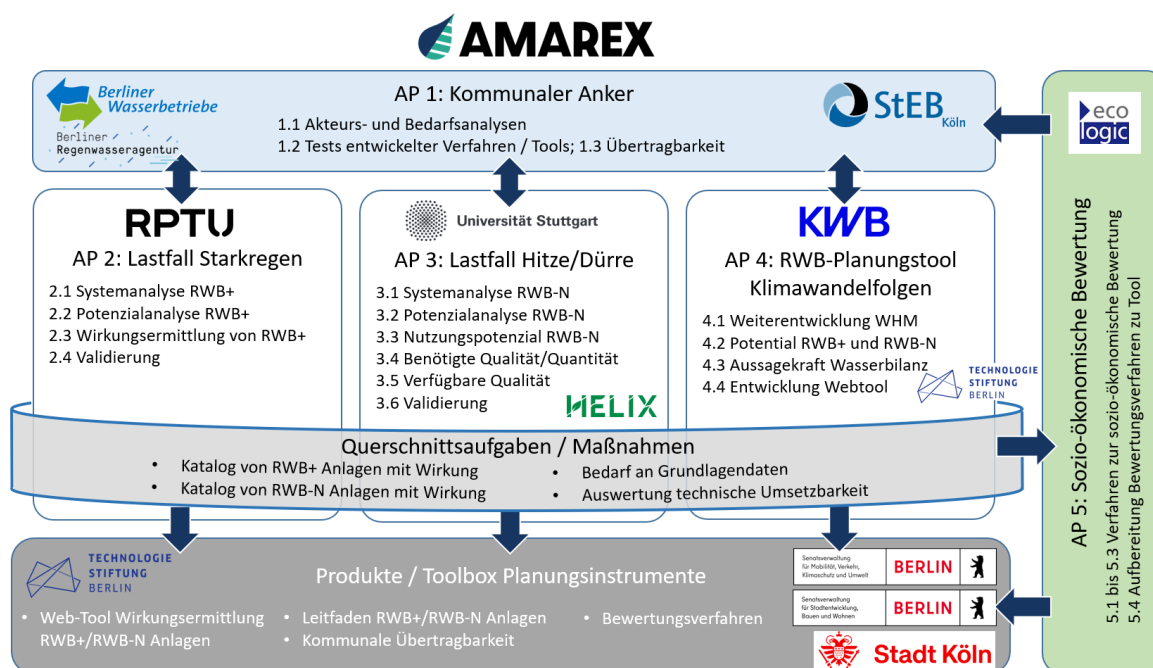 AMAREX
Berliner
Wasserbetriebe
Berliner
Regenwasseragentur
AP 1: Kommunaler Anker
1.1 Akteurs- und Bedarfsanalysen
1.2 Tests entwickelter Verfahren / Tools; 1.3 Übertragbarkeit
StEB
Köln
eco
logic
RPTU
AP 2: Lastfall Starkregen
2.1 Systemanalyse RWB+
2.2 Potenzialanalyse RWB+
2.3 Wirkungsermittlung von RWB+
2.4 Validierung
Universität Stuttgart
AP 3: Lastfall Hitze/Dürre
3.1 Systemanalyse RWB-N
3.2 Potenzialanalyse RWB-N
3.3 Nutzungspotenzial RWB-N
3.4 Benötigte Qualität/Quantität
3.5 Verfügbare Qualität
3.6 Validierung
HELIX
KWB
AP 4: RWB-Planungstool
Klimawandelfolgen
4.1 Weiterentwicklung WHM
4.2 Potential RWB+ und RWB-N
4.3 Aussagekraft Wasserbilanz
4.4 Entwicklung Webtool
TECHNOLOGIE
STIFTUNG
BERLIN
AP 5: Sozio-ökonomische Bewertung
5.1 bis 5.3 Verfahren zur sozio-ökonomische Bewertung
5.4 Aufbereitung Bewertungsverfahren zu Tool
Querschnittsaufgaben / Maßnahmen
• Katalog von RWB+ Anlagen mit Wirkung
• Katalog von RWB-N Anlagen mit Wirkung
• Bedarf an Grundlagendaten
• Auswertung technische Umsetzbarkeit
TECHNOLOGIE
STIFTUNG
BERLIN
Produkte / Toolbox Planungsinstrumente
• Web-Tool Wirkungsermittlung
RWB+/RWB-N Anlagen
• Leitfaden RWB+/RWB-N Anlagen
• Kommunale Übertragbarkeit
• Bewertungsverfahren
Senatsverwaltung
für Mobilität, Verkehr,
Klimaschutz und Umwelt
BERLIN
Senatsverwaltung
für Stadtentwicklung,
Bauen und Wohnen
BERLIN
Stadt Köln